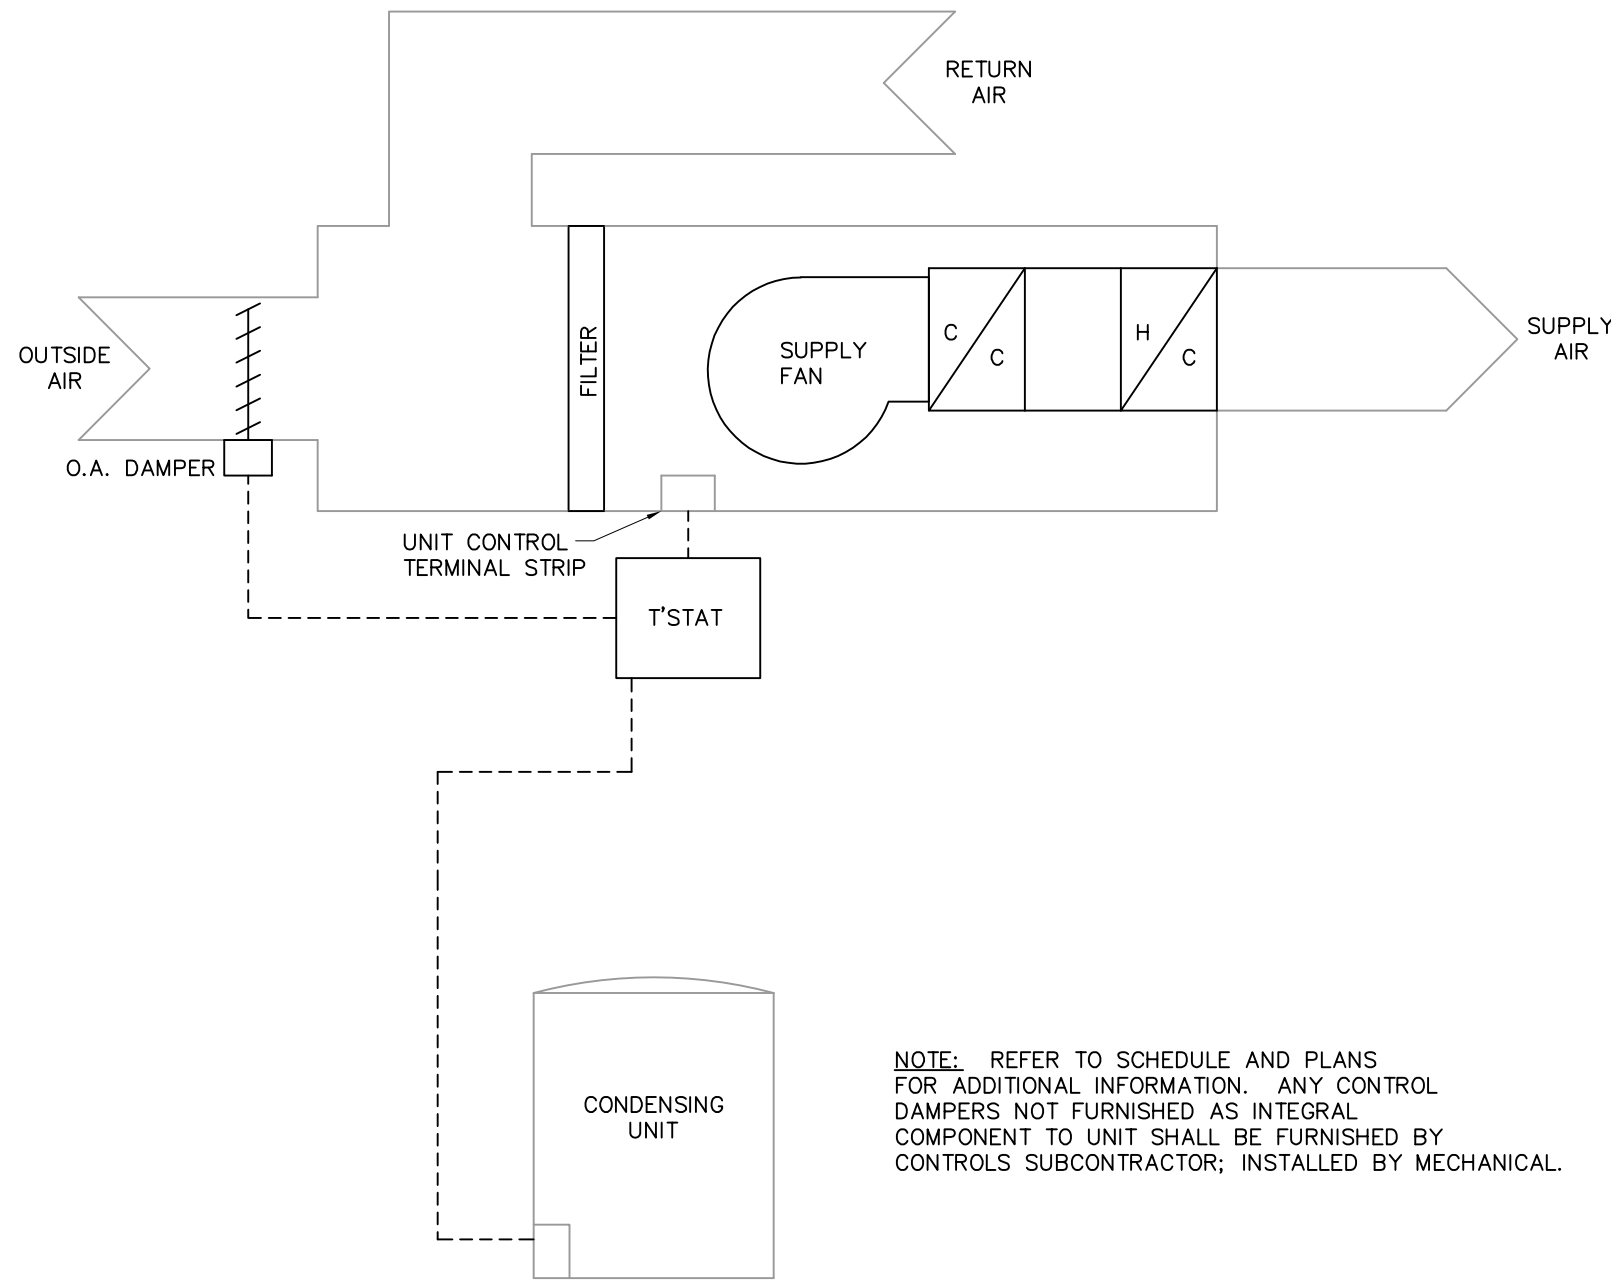 RETURN
AIR
OUTSIDE
AIR
O.A. DAMPER
FILTER
SUPPLY
FAN
C
C
H
C
SUPPLY
AIR
UNIT CONTROL
TERMINAL STRIP
T'STAT
CONDENSING
UNIT
NOTE: REFER TO SCHEDULE AND PLANS
FOR ADDITIONAL INFORMATION. ANY CONTROL
DAMPERS NOT FURNISHED AS INTEGRAL
COMPONENT TO UNIT SHALL BE FURNISHED BY
CONTROLS SUBCONTRACTOR; INSTALLED BY MECHANICAL.